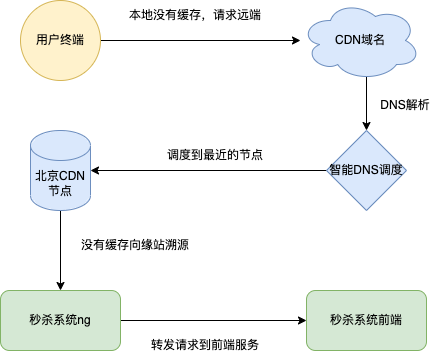 本地没有缓存，请求远端
用户终端
CDN域名
DNS解析
调度到最近的节点
智能DNS调度
北京CDN
节点
没有缓存向缘站溯源
秒杀系统ng
秒杀系统前端
转发请求到前端服务